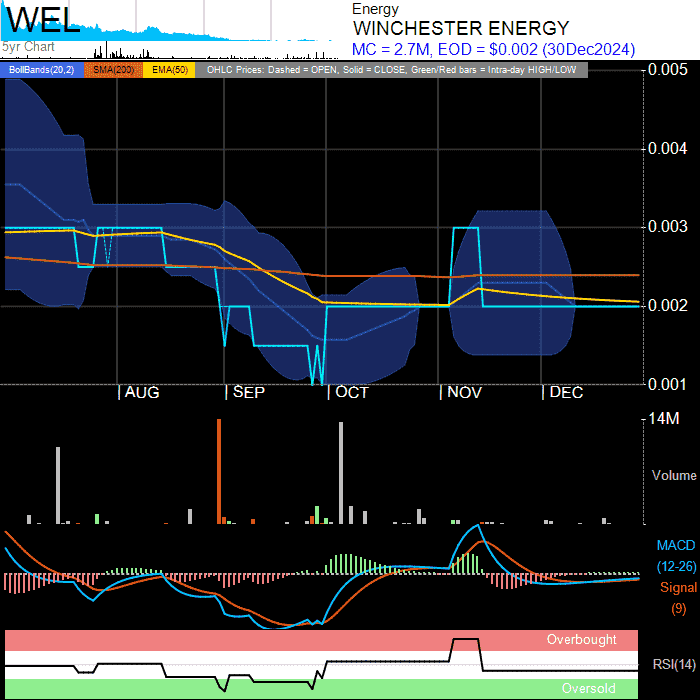 WEL
5yr Chart
Energy
WINCHESTER ENERGY
MC = 2.7M, EOD = $0.002 (30Dec2024)
BollBands(20,2) SMA(200) EMA(50) OHLC Prices: Dashed = OPEN, Solid = CLOSE, Green/Red bars = Intra-day HIGH/LOW
0.005
0.004
0.003
0.002
0.001
AUG SEP OCT NOV DEC
14M
Volume
MACD
(12-26)
Signal
(9)
Overbought
RSI(14)
Oversold